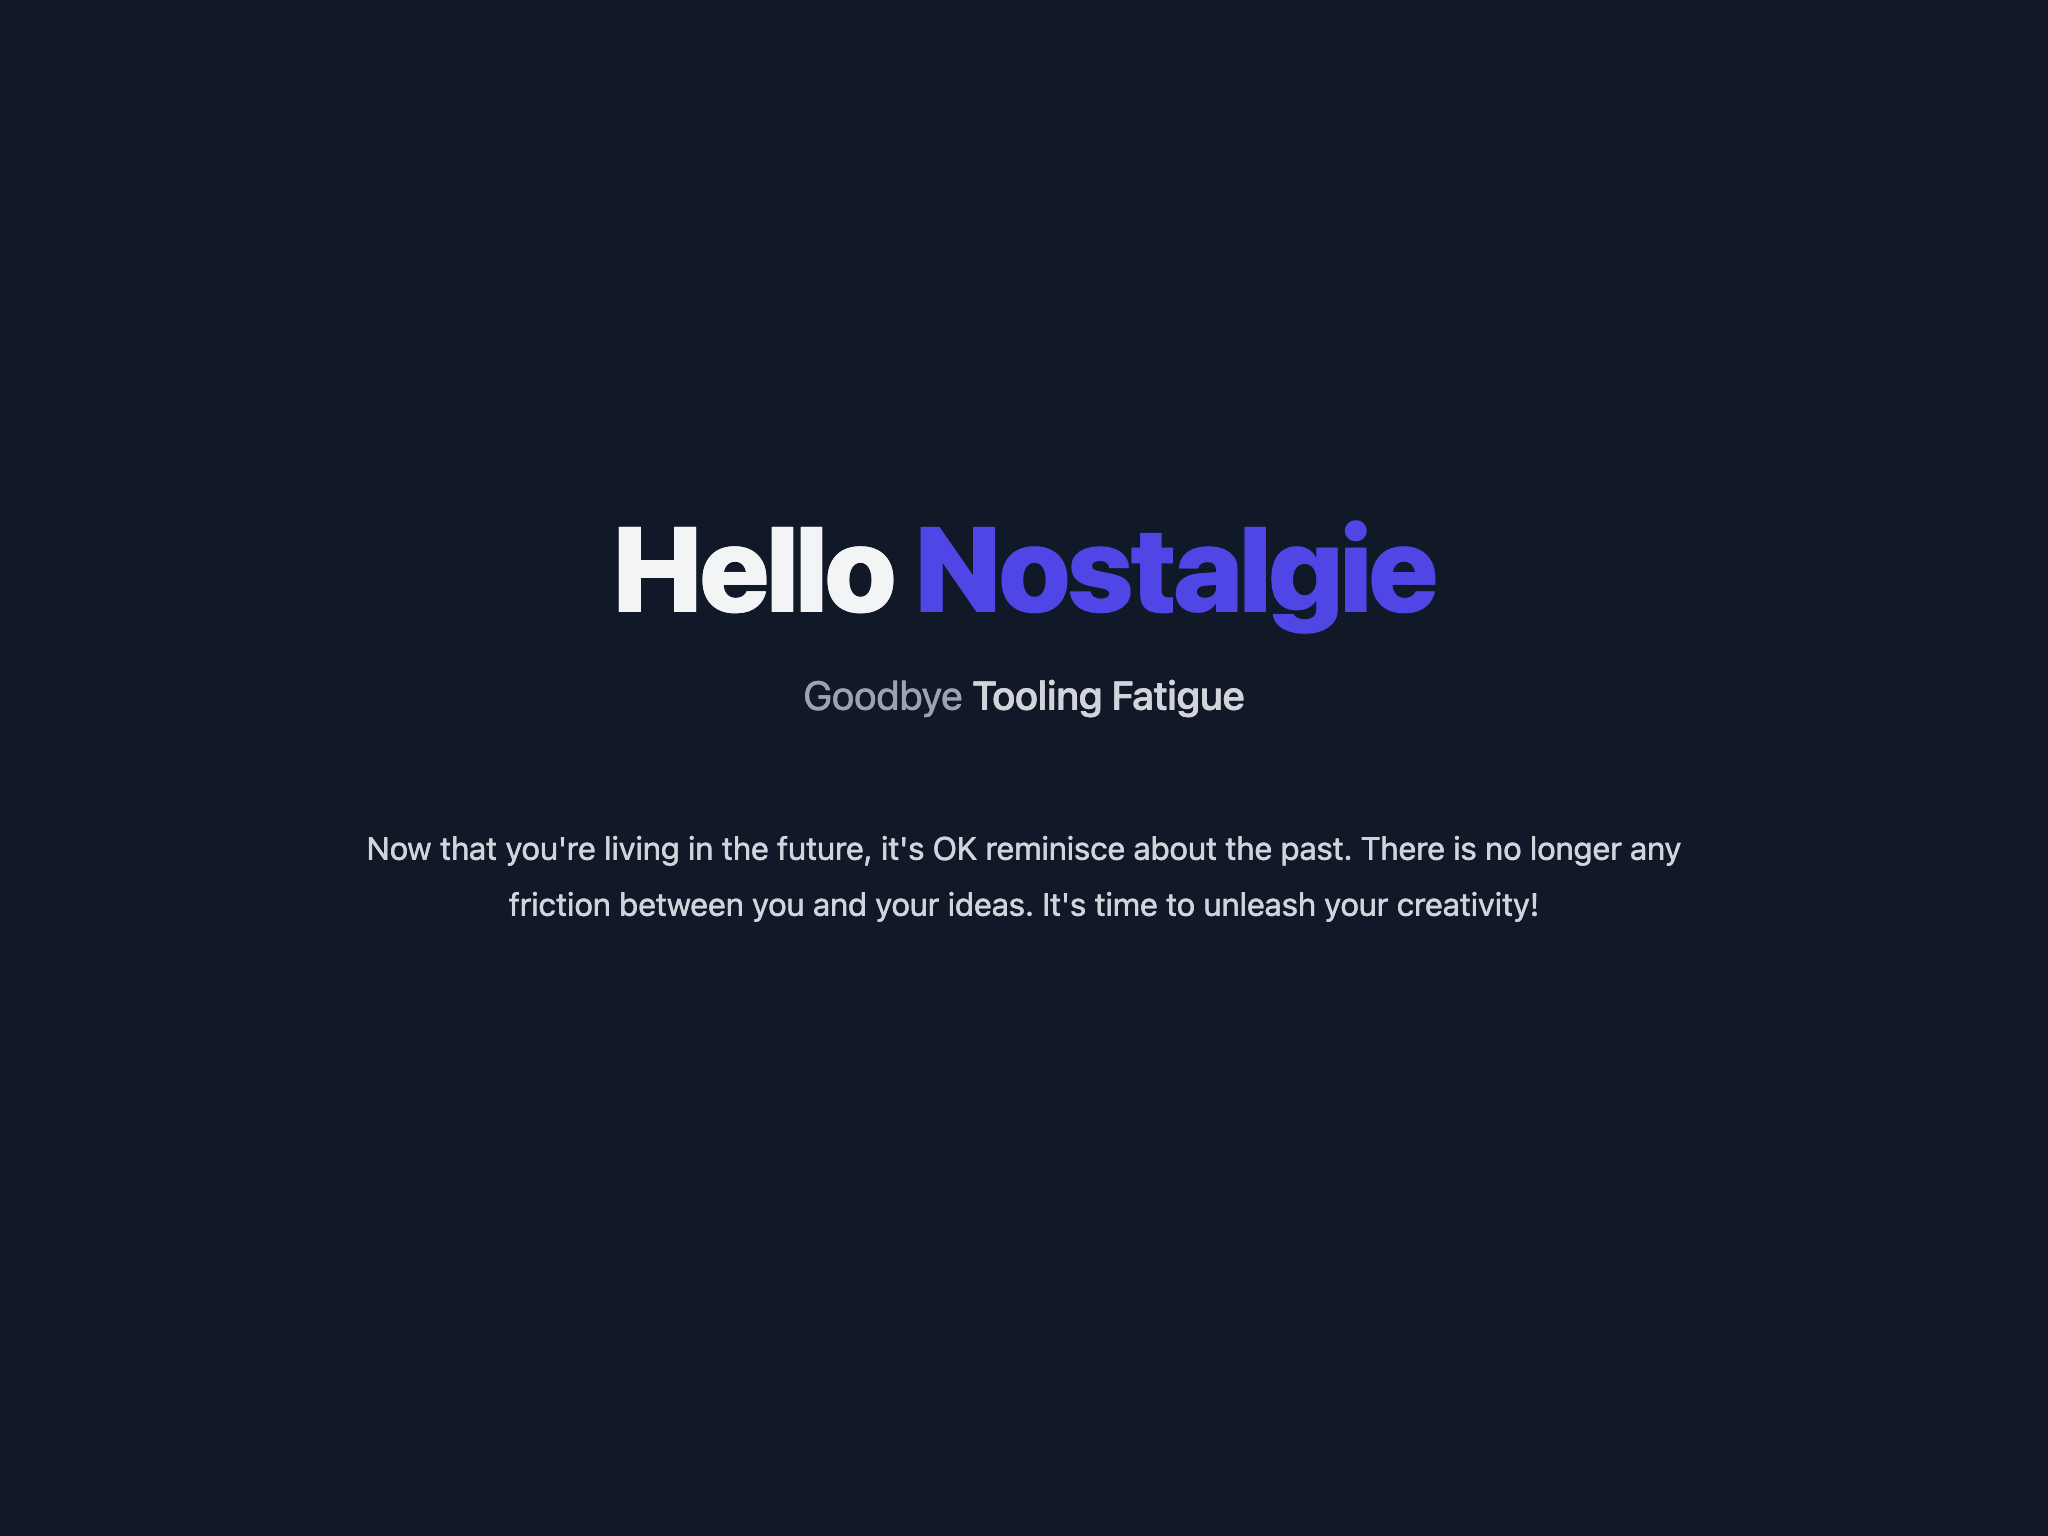 Hello Nostalgie
Goodbye Tooling Fatigue
Now that you're living in the future, it's OK reminisce about the past. There is no longer any
friction between you and your ideas. It's time to unleash your creativity!